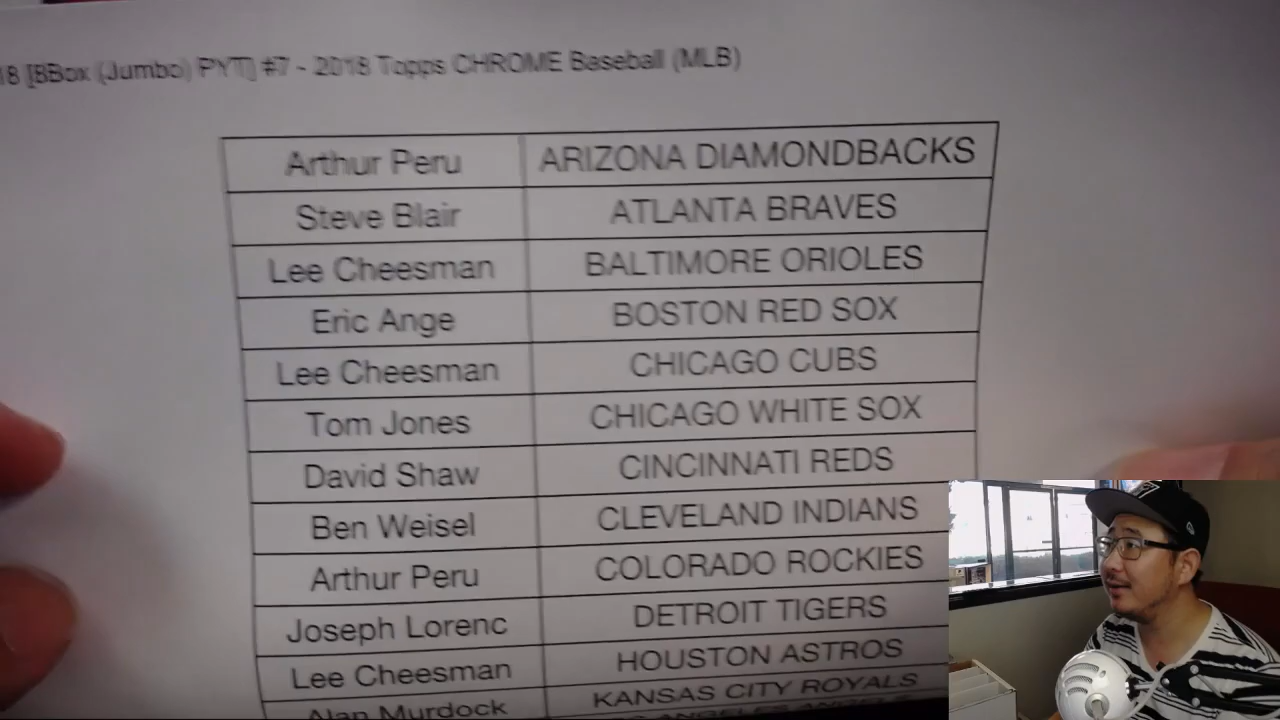 18 [8Box (Jumbo) PYT] #7 - 2018 Topps CHROME Baseball (MLB)
Arthur Peru ARIZONA DIAMONDBACKS
Steve Blair ATLANTA BRAVES
Lee Cheesman BALTIMORE ORIOLES
Eric Ange BOSTON RED SOX
Lee Cheesman CHICAGO CUBS
Tom Jones CHICAGO WHITE SOX
David Shaw CINCINNATI REDS
Ben Weisel CLEVELAND INDIANS
Arthur Peru COLORADO ROCKIES
Joseph Lorenc DETROIT TIGERS
Lee Cheesman HOUSTON ASTROS
Alan Murdock KANSAS CITY ROYALS